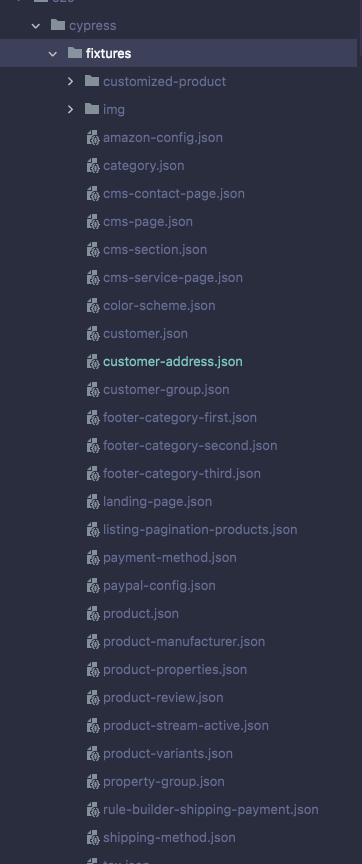 cypress
fixtures
customized-product
img
amazon-config.json
category.json
cms-contact-page.json
cms-page.json
cms-section.json
cms-service-page.json
color-scheme.json
customer.json
customer-address.json
customer-group.json
footer-category-first.json
footer-category-second.json
footer-category-third.json
landing-page.json
listing-pagination-products.json
payment-method.json
paypal-config.json
product.json
product-manufacturer.json
product-properties.json
product-review.json
product-stream-active.json
product-variants.json
property-group.json
rule-builder-shipping-payment.json
shipping-method.json